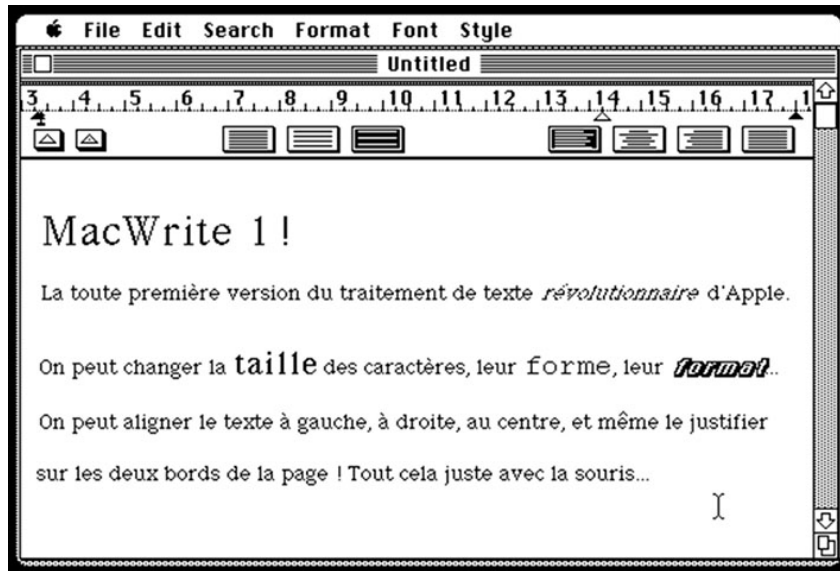 File Edit Search Format Font Style
Untitled
3 4 5 6 7 8 9 10 11 12 13 14 15 16 17 1
MacWrite 1 !
La toute première version du traitement de texte révolutionnaire d'Apple.
On peut changer la taille des caractères, leur forme, leur format...
On peut aligner le texte à gauche, à droite, au centre, et même le justifier
sur les deux bords de la page ! Tout cela juste avec la souris...